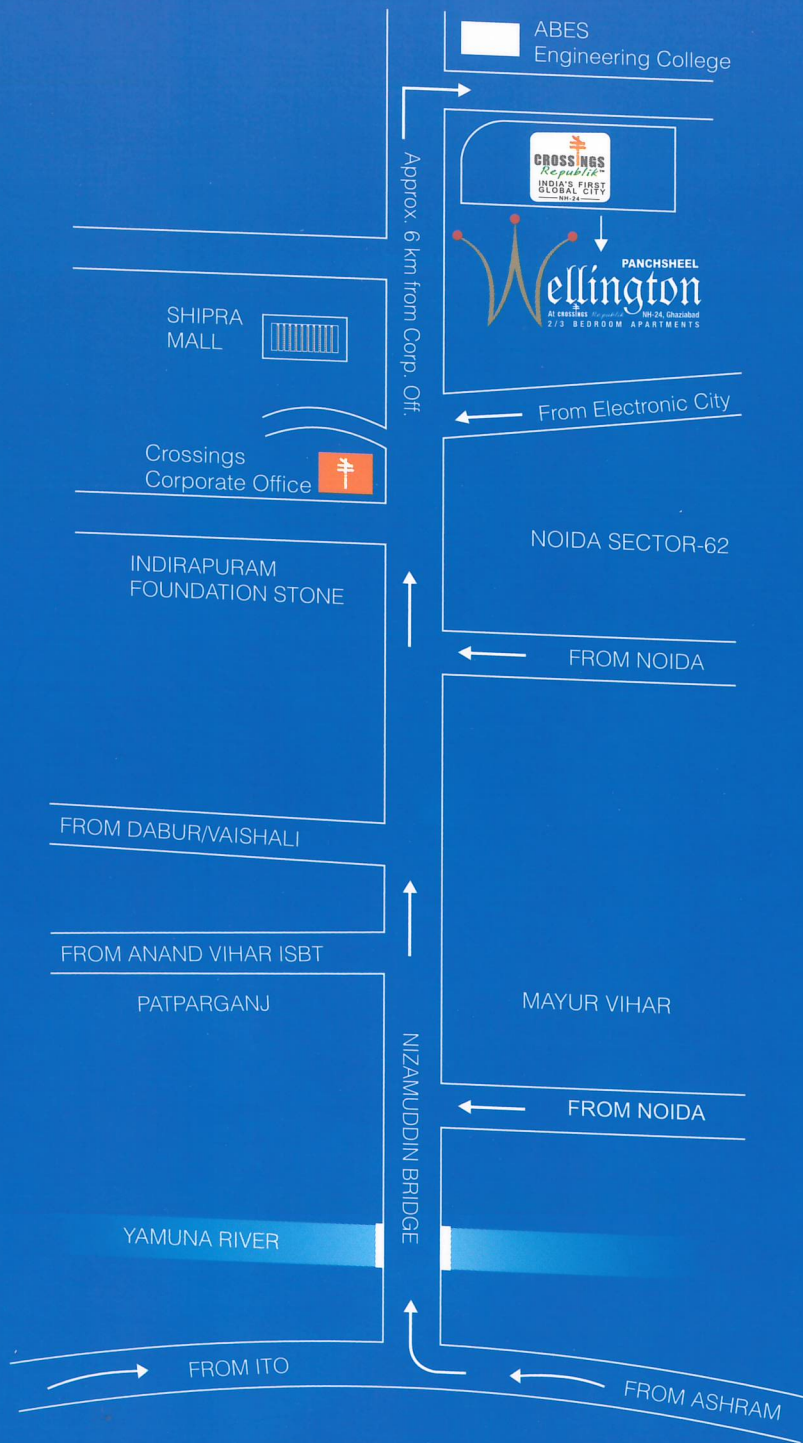 ABES
Engineering College
CROSSINGS
Republik™
INDIA'S FIRST
GLOBAL CITY
NH-24
Approx. 6 km from Corp. Off.
PANCHSHEEL
Wellington
At CROSSINGS Republik NH-24, Ghaziabad
2/3 BEDROOM APARTMENTS
SHIPRA
MALL
From Electronic City
Crossings
Corporate Office
NOIDA SECTOR-62
INDIRAPURAM
FOUNDATION STONE
FROM NOIDA
FROM DABUR/VAISHALI
FROM ANAND VIHAR ISBT
PATPARGANJ
MAYUR VIHAR
NIZAMUDDIN BRIDGE
FROM NOIDA
YAMUNA RIVER
FROM ITO
FROM ASHRAM